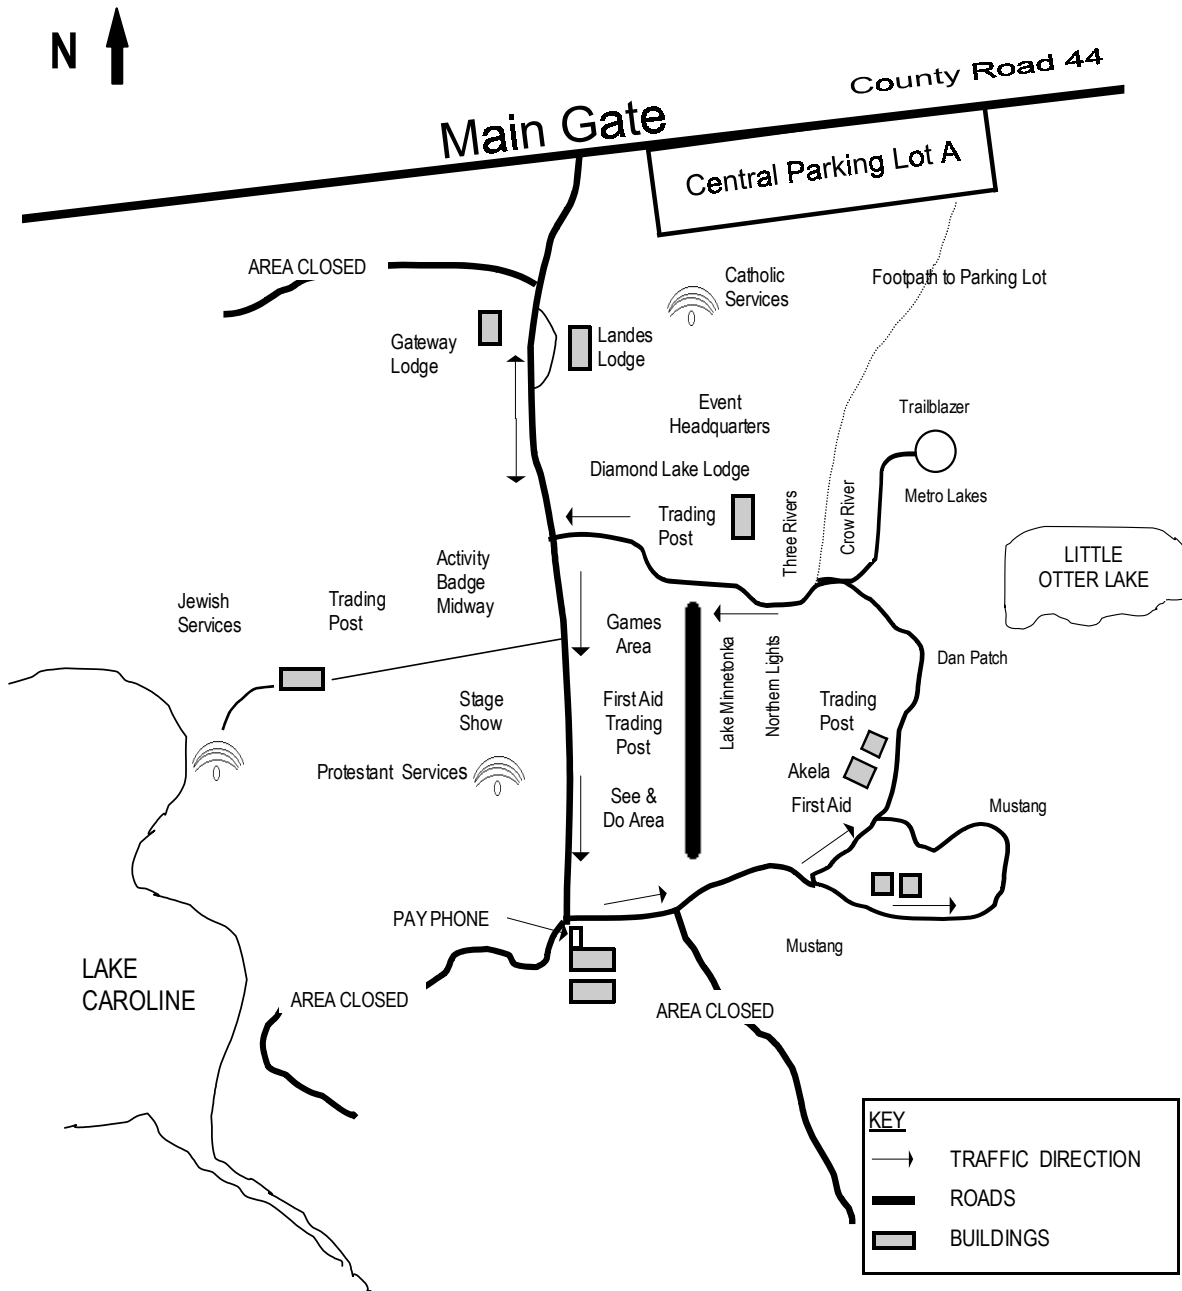 N
County Road 44
Main Gate
Central Parking Lot A
AREA CLOSED
Catholic
Services
Footpath to Parking Lot
Gateway
Lodge
Landes
Lodge
Event
Headquarters
Trailblazer
Diamond Lake Lodge
Metro Lakes
Trading
Post
Three Rivers
Crow River
LITTLE
OTTER LAKE
Activity
Badge
Midway
Jewish
Services
Trading
Post
Games
Area
Lake Minnetonka
Northern Lights
Dan Patch
Stage
Show
First Aid
Trading
Post
Trading
Post
Protestant Services
Akela
See &
Do Area
First Aid
Mustang
PAY PHONE
Mustang
LAKE
CAROLINE
AREA CLOSED
AREA CLOSED
KEY
TRAFFIC DIRECTION
ROADS
BUILDINGS